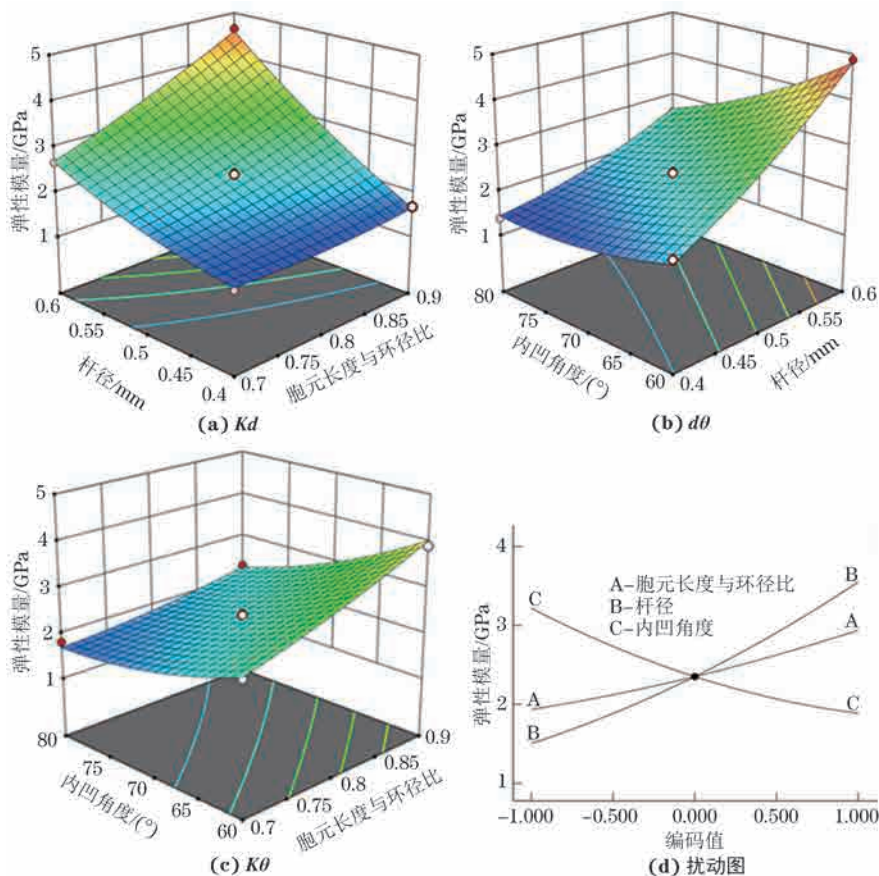 5
4
3
2
1
弹性模量/GPa
0.6
0.55
0.5
0.45
0.4
杆径/mm
0.7
0.75
0.8
0.85
0.9
胞元长度与环径比
(a) Kd
5
4
3
2
1
弹性模量/GPa
80
75
70
65
60
内凹角度/(°)
0.4
0.45
0.5
0.55
0.6
杆径/mm
(b) dθ
5
4
3
2
1
弹性模量/GPa
80
75
70
65
60
内凹角度/(°)
0.7
0.75
0.8
0.85
0.9
胞元长度与环径比
(c) Kθ
4
3
2
1
弹性模量/GPa
A-胞元长度与环径比
B-杆径
C-内凹角度
C
A
B
B
A
C
-1.000 -0.500 0.000 0.500 1.000
编码值
(d) 扰动图